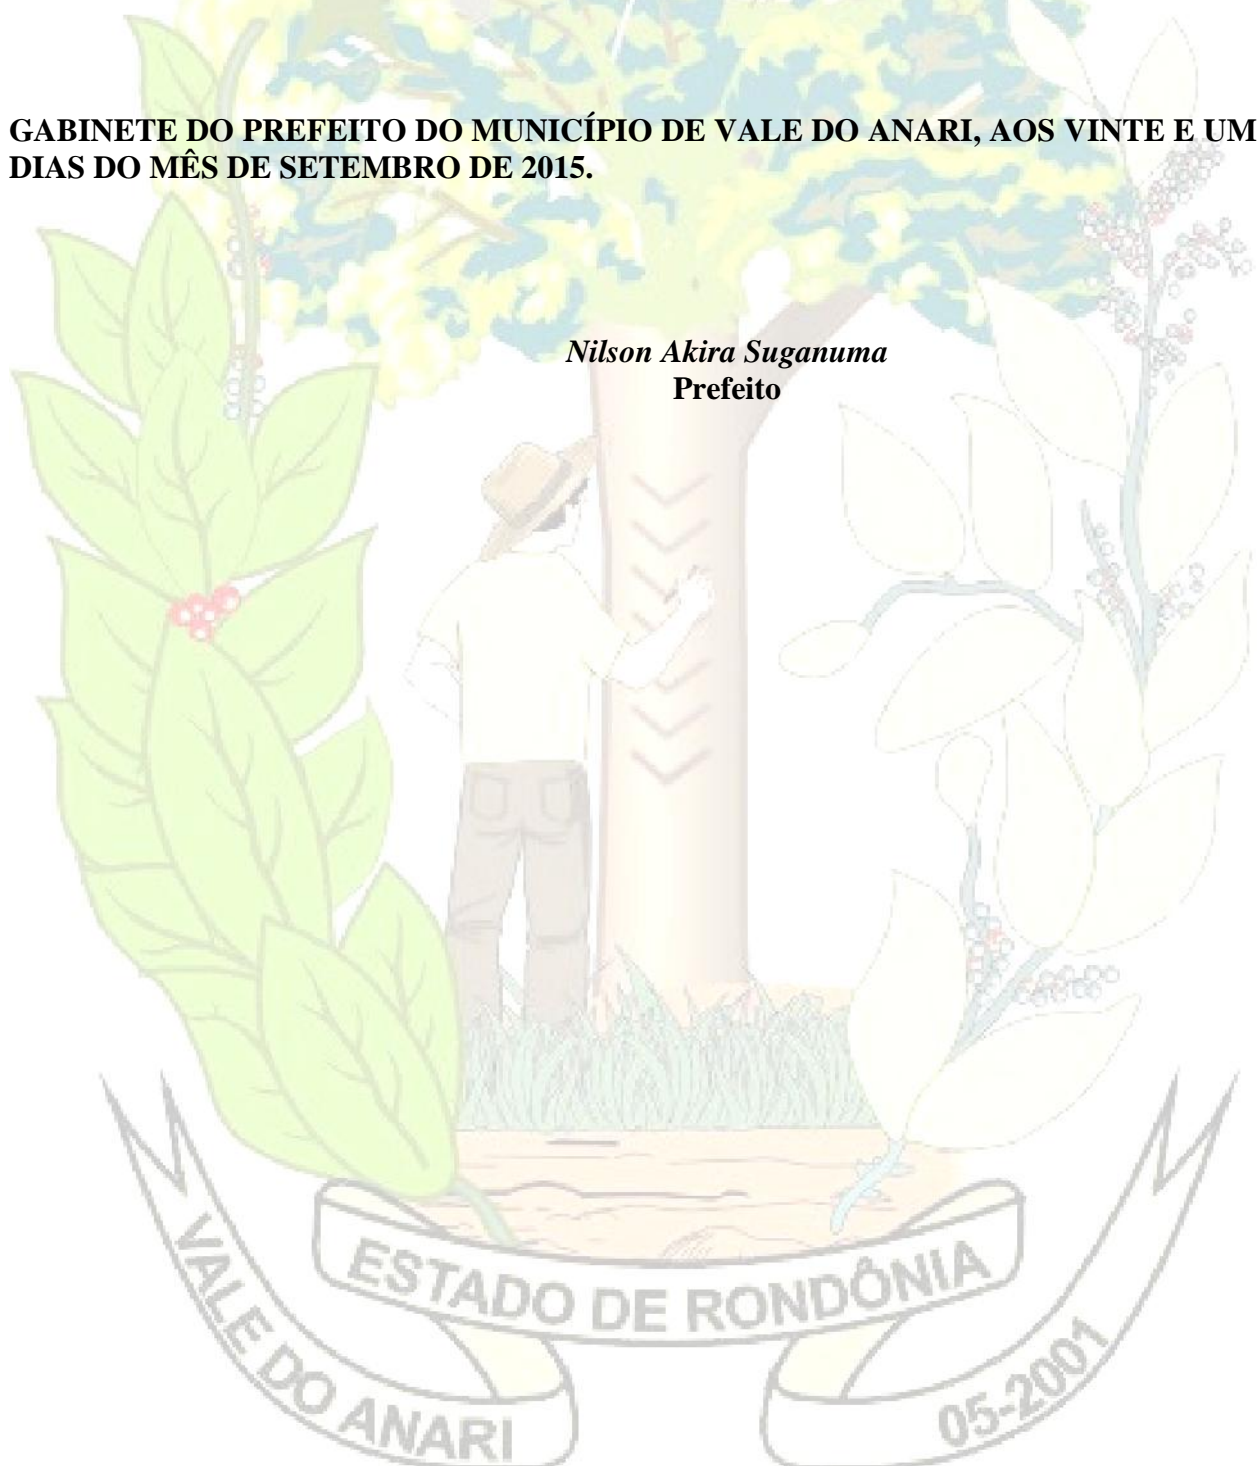 GABINETE DO PREFEITO DO MUNICÍPIO DE VALE DO ANARI, AOS VINTE E UM
DIAS DO MÊS DE SETEMBRO DE 2015.
Nilson Akira Suganuma
Prefeito
ESTADO DE RONDÔNIA
VALE DO ANARI
05-2001